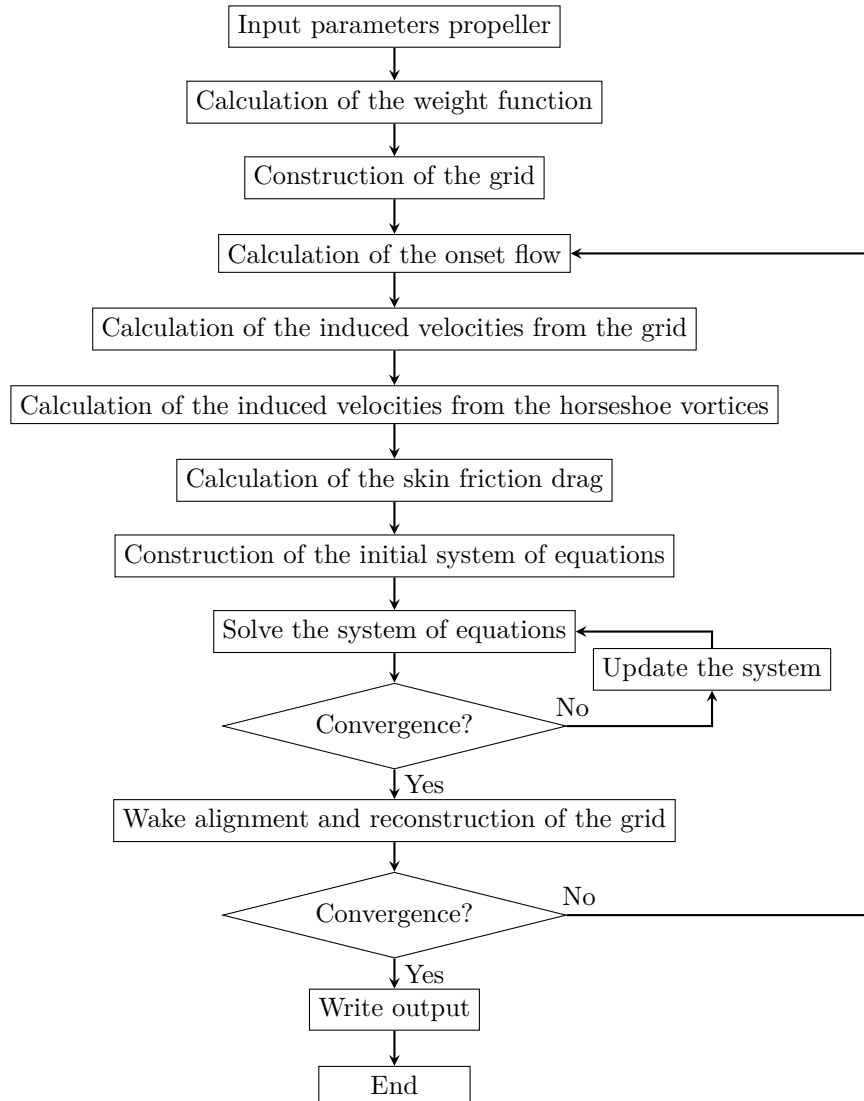 Input parameters propeller
Calculation of the weight function
Construction of the grid
Calculation of the onset flow
Calculation of the induced velocities from the grid
Calculation of the induced velocities from the horseshoe vortices
Calculation of the skin friction drag
Construction of the initial system of equations
Solve the system of equations
Update the system
Convergence?
No
Yes
Wake alignment and reconstruction of the grid
Convergence?
No
Yes
Write output
End